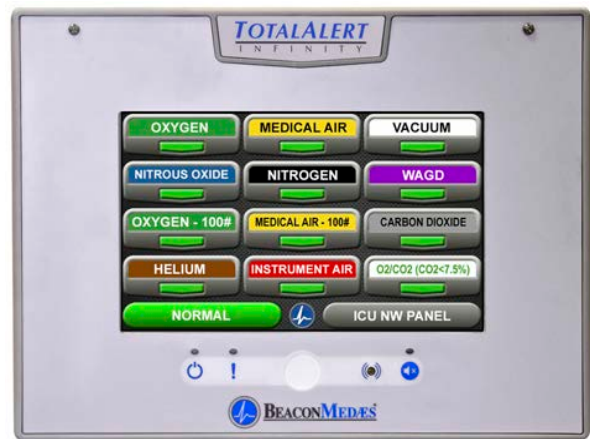 TOTALALERT
INFINITY
OXYGEN MEDICAL AIR VACUUM
NITROUS OXIDE NITROGEN WAGD
OXYGEN - 100# MEDICAL AIR - 100# CARBON DIOXIDE
HELIUM INSTRUMENT AIR O2/CO2 (CO2<7.5%)
NORMAL ICU NW PANEL
!
BEACONMEDÆS